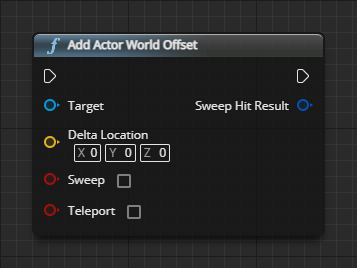 f Add Actor World Offset
Target Sweep Hit Result
Delta Location
X 0 Y 0 Z 0
Sweep
Teleport